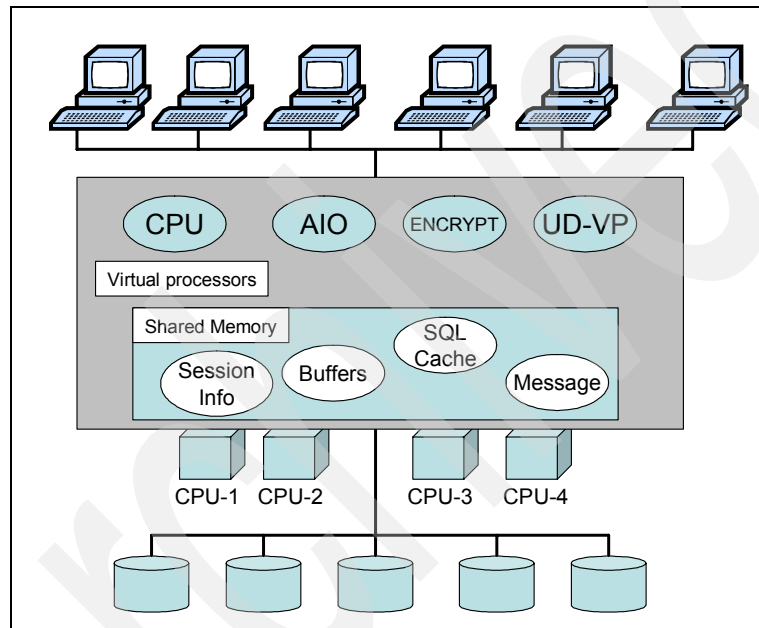 CPU
AIO
ENCRYPT
UD-VP
Virtual processors
Shared Memory
Session
Info
Buffers
SQL
Cache
Message
CPU-1
CPU-2
CPU-3
CPU-4